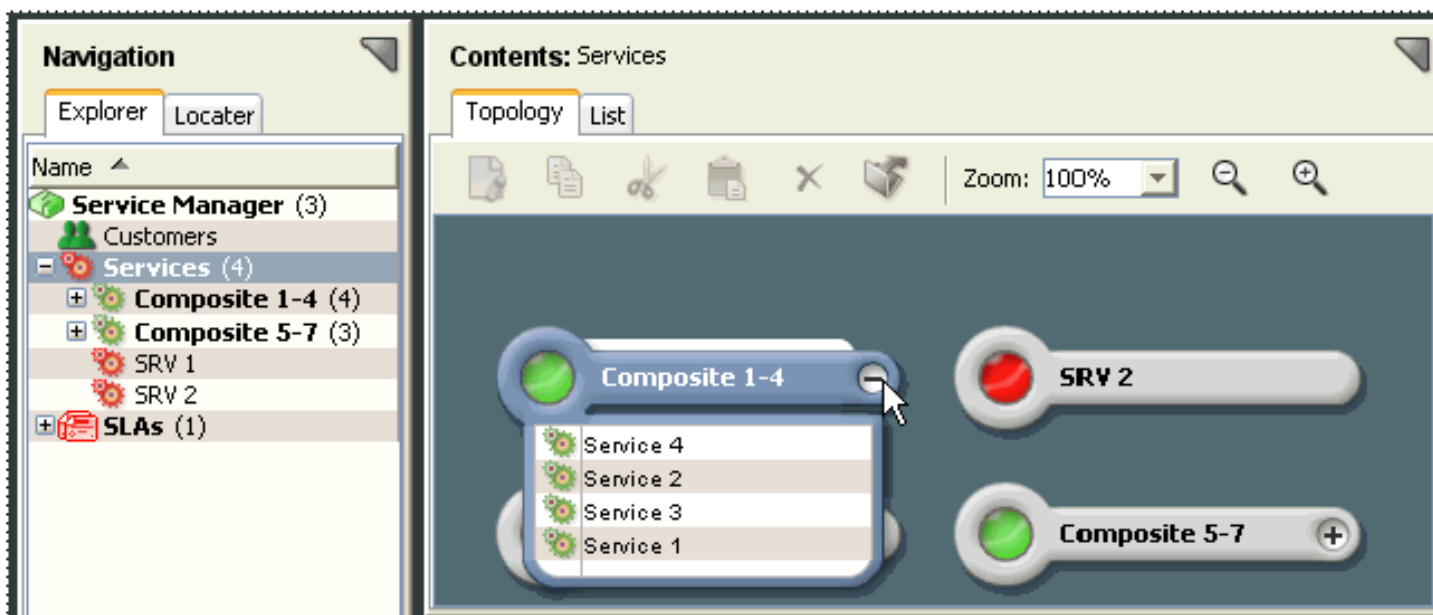 Navigation
Explorer
Locater
Name
Service Manager (3)
Customers
Services (4)
Composite 1-4 (4)
Composite 5-7 (3)
SRV 1
SRV 2
SLAs (1)
Contents: Services
Topology
List
Zoom: 100%
Composite 1-4
Service 4
Service 2
Service 3
Service 1
SRV 2
Composite 5-7